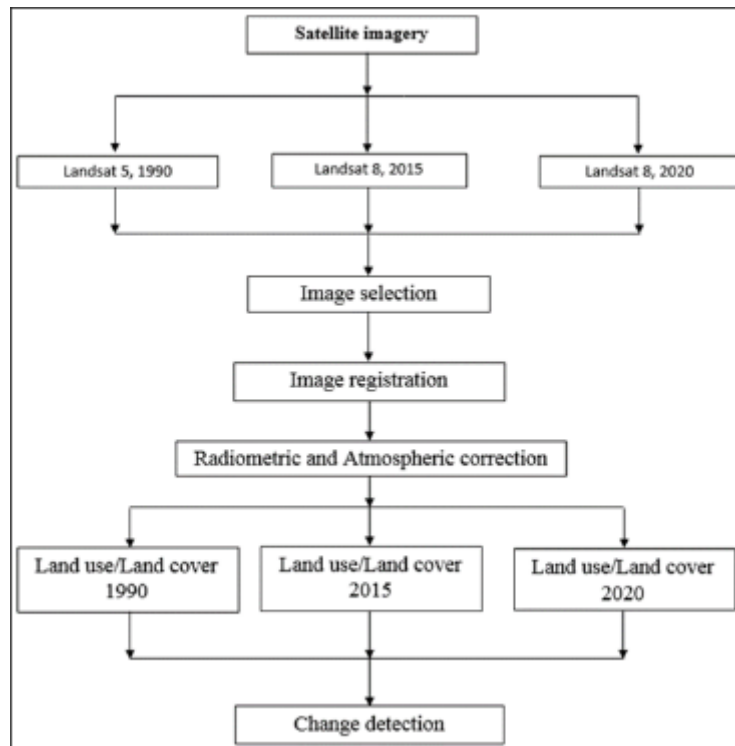 Satellite imagery
Landsat 5, 1990
Landsat 8, 2015
Landsat 8, 2020
Image selection
Image registration
Radiometric and Atmospheric correction
Land use/Land cover
1990
Land use/Land cover
2015
Land use/Land cover
2020
Change detection